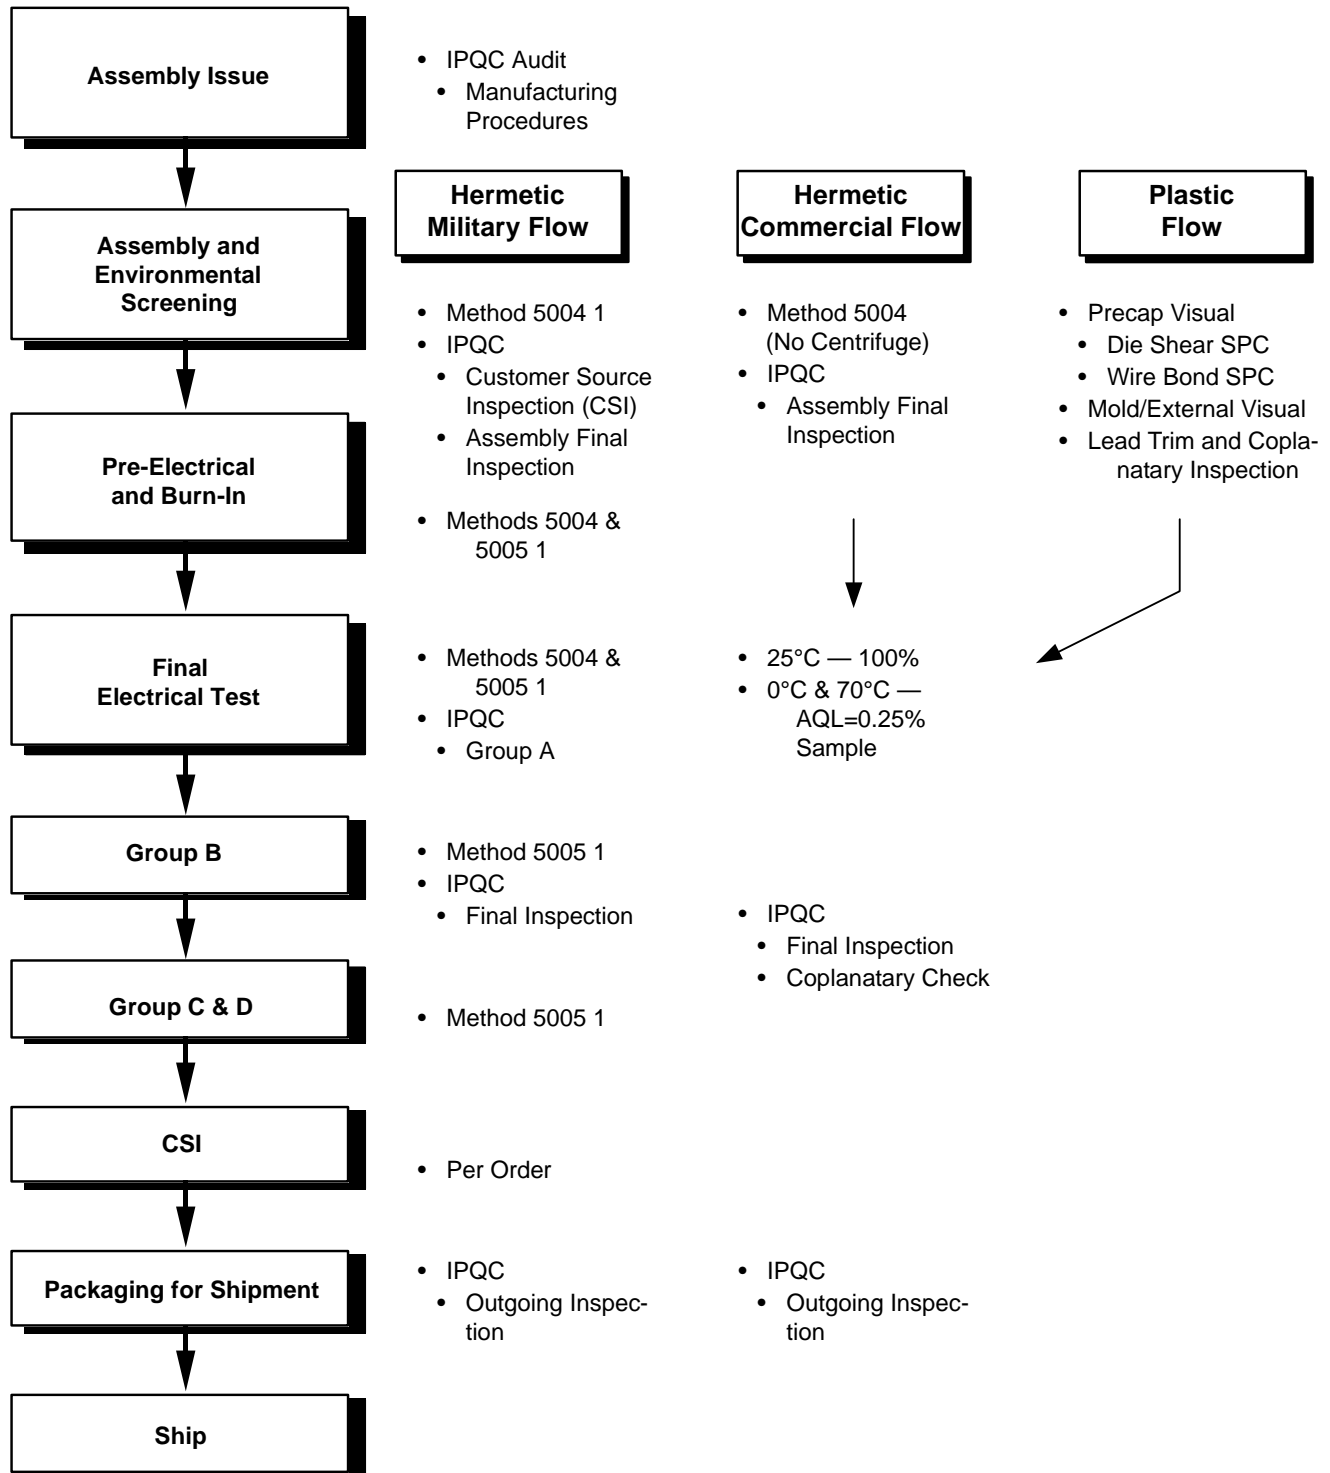 Assembly Issue
• IPQC Audit
• Manufacturing
Procedures
Hermetic
Military Flow
Hermetic
Commercial Flow
Plastic
Flow
Assembly and
Environmental
Screening
• Method 5004 1
• IPQC
• Customer Source
Inspection (CSI)
• Assembly Final
Inspection
• Method 5004
(No Centrifuge)
• IPQC
• Assembly Final
Inspection
• Precap Visual
• Die Shear SPC
• Wire Bond SPC
• Mold/External Visual
• Lead Trim and Copla-
natary Inspection
Pre-Electrical
and Burn-In
• Methods 5004 &
5005 1
Final
Electrical Test
• Methods 5004 &
5005 1
• IPQC
• Group A
• 25°C — 100%
• 0°C & 70°C —
AQL=0.25%
Sample
Group B
• Method 5005 1
• IPQC
• Final Inspection
• IPQC
• Final Inspection
• Coplanatary Check
Group C & D
• Method 5005 1
CSI
• Per Order
Packaging for Shipment
• IPQC
• Outgoing Inspec-
tion
• IPQC
• Outgoing Inspec-
tion
Ship